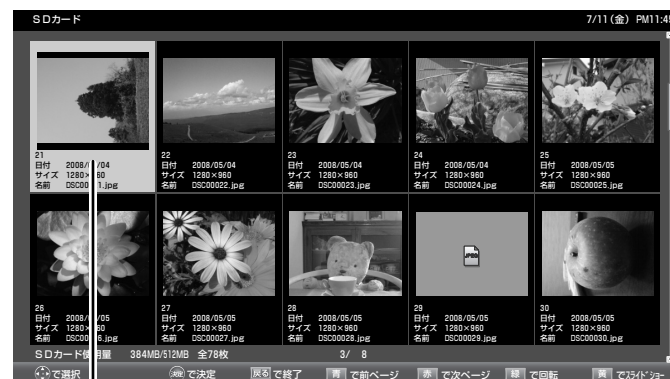 SDカード 7/11(金) PM11:45
21 22 23 24 25
日付 2008/05/04 日付 2008/05/04 日付 2008/05/04 日付 2008/05/04 日付 2008/05/05
サイズ 1280×960 サイズ 1280×960 サイズ 1280×960 サイズ 1280×960 サイズ 1280×960
名前 名前 DSC00022.jpg 名前 DSC00023.jpg 名前 DSC00024.jpg 名前 DSC00025.jpg
JPEG
26 27 28 29 30
日付 2008/05/05 日付 2008/05/05 日付 2008/05/05 日付 2008/05/05 日付 2008/05/05
サイズ 1280×960 サイズ 1280×960 サイズ 1280×960 サイズ 1280×960 サイズ 1280×960
名前 名前 DSC00027.jpg 名前 DSC00028.jpg 名前 DSC00029.jpg 名前 DSC00030.jpg
SDカード使用量 384MB/512MB 全78枚 3/ 8
で選択 決定 で決定 戻る で終了 青 で前ページ 赤 で次ページ 緑 で回転 黄 でスライドショー